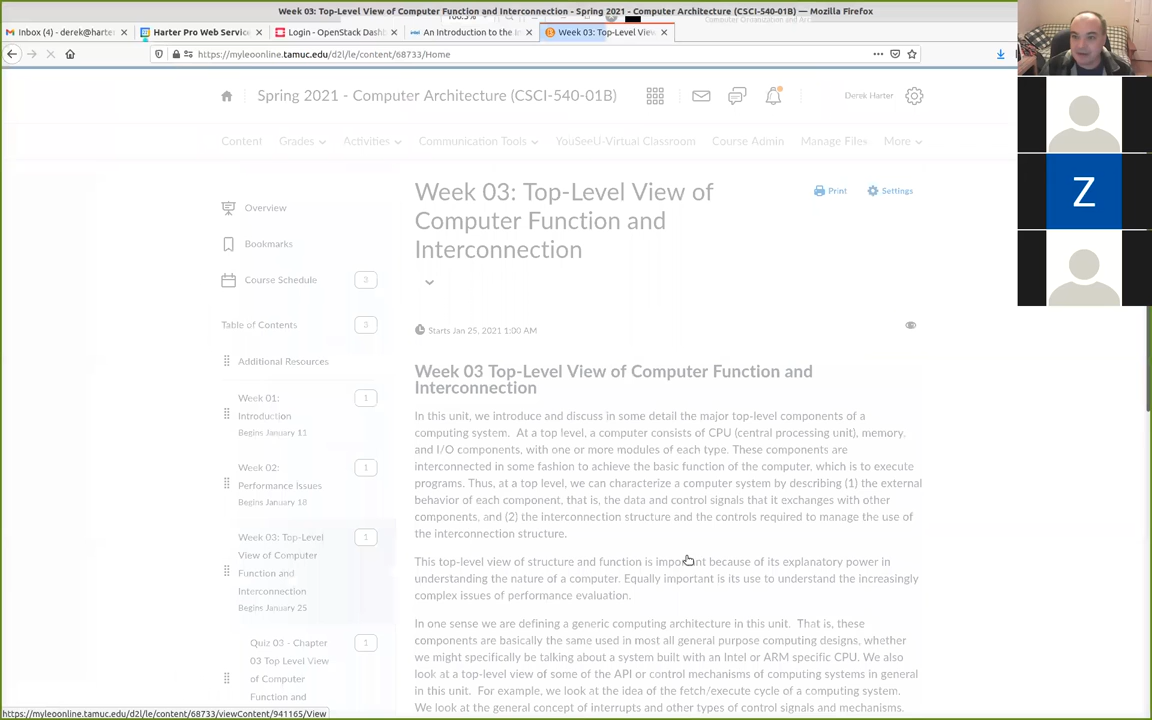 Week 03: Top-Level View of Computer Function and Interconnection - Spring 2021 - Computer Architecture (CSCI-540-01B) — Mozilla Firefox
Inbox (4) - derek@harte
Harter Pro Web Service
Login - OpenStack Dash
An Introduction to the I
Week 03: Top-Level View
https://myleoonline.tamuc.edu/d2l/le/content/68733/Home
Spring 2021 - Computer Architecture (CSCI-540-01B)
Derek Harter
Content
Grades
Activities
Communication Tools
YouSeeU-Virtual Classroom
Course Admin
Manage Files
More
Overview
Bookmarks
Course Schedule
3
Table of Contents
3
Additional Resources
Week 01:
Introduction
Begins January 11
1
Week 02:
Performance Issues
Begins January 18
1
Week 03: Top-Level
View of Computer
Function and
Interconnection
Begins January 25
1
Quiz 03 - Chapter
03 Top Level View
of Computer
Function and
1
Week 03: Top-Level View of
Computer Function and
Interconnection
Print
Settings
Starts Jan 25, 2021 1:00 AM
Week 03 Top-Level View of Computer Function and
Interconnection
In this unit, we introduce and discuss in some detail the major top-level components of a
computing system. At a top level, a computer consists of CPU (central processing unit), memory,
and I/O components, with one or more modules of each type. These components are
interconnected in some fashion to achieve the basic function of the computer, which is to execute
programs. Thus, at a top level, we can characterize a computer system by describing (1) the external
behavior of each component, that is, the data and control signals that it exchanges with other
components, and (2) the interconnection structure and the controls required to manage the use of
the interconnection structure.
This top-level view of structure and function is important because of its explanatory power in
understanding the nature of a computer. Equally important is its use to understand the increasingly
complex issues of performance evaluation.
In one sense we are defining a generic computing architecture in this unit. That is, these
components are basically the same used in most all general purpose computing designs, whether
we might specifically be talking about a system built with an Intel or ARM specific CPU. We also
look at a top-level view of some of the API or control mechanisms of computing systems in general
in this unit. For example, we look at the idea of the fetch/execute cycle of a computing system.
We look at the general concept of interrupts and other types of control signals and mechanisms.
https://myleoonline.tamuc.edu/d2l/le/content/68733/viewContent/941165/View
Z